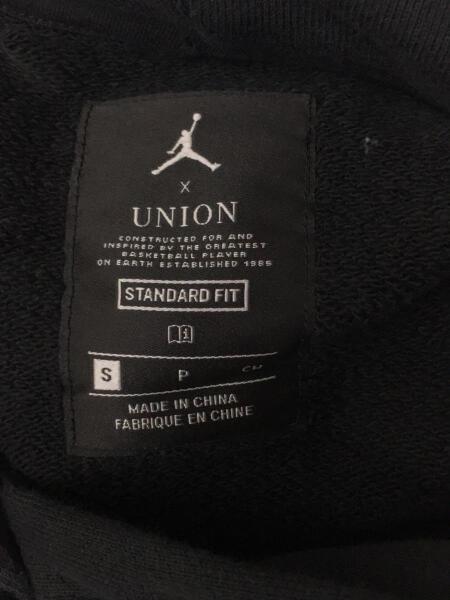 X
UNION
CONSTRUCTED FOR AND
INSPIRED BY THE GREATEST
BASKETBALL PLAYER
ON EARTH ESTABLISHED 1985
STANDARD FIT
i
S P CH
MADE IN CHINA
FABRIQUE EN CHINE